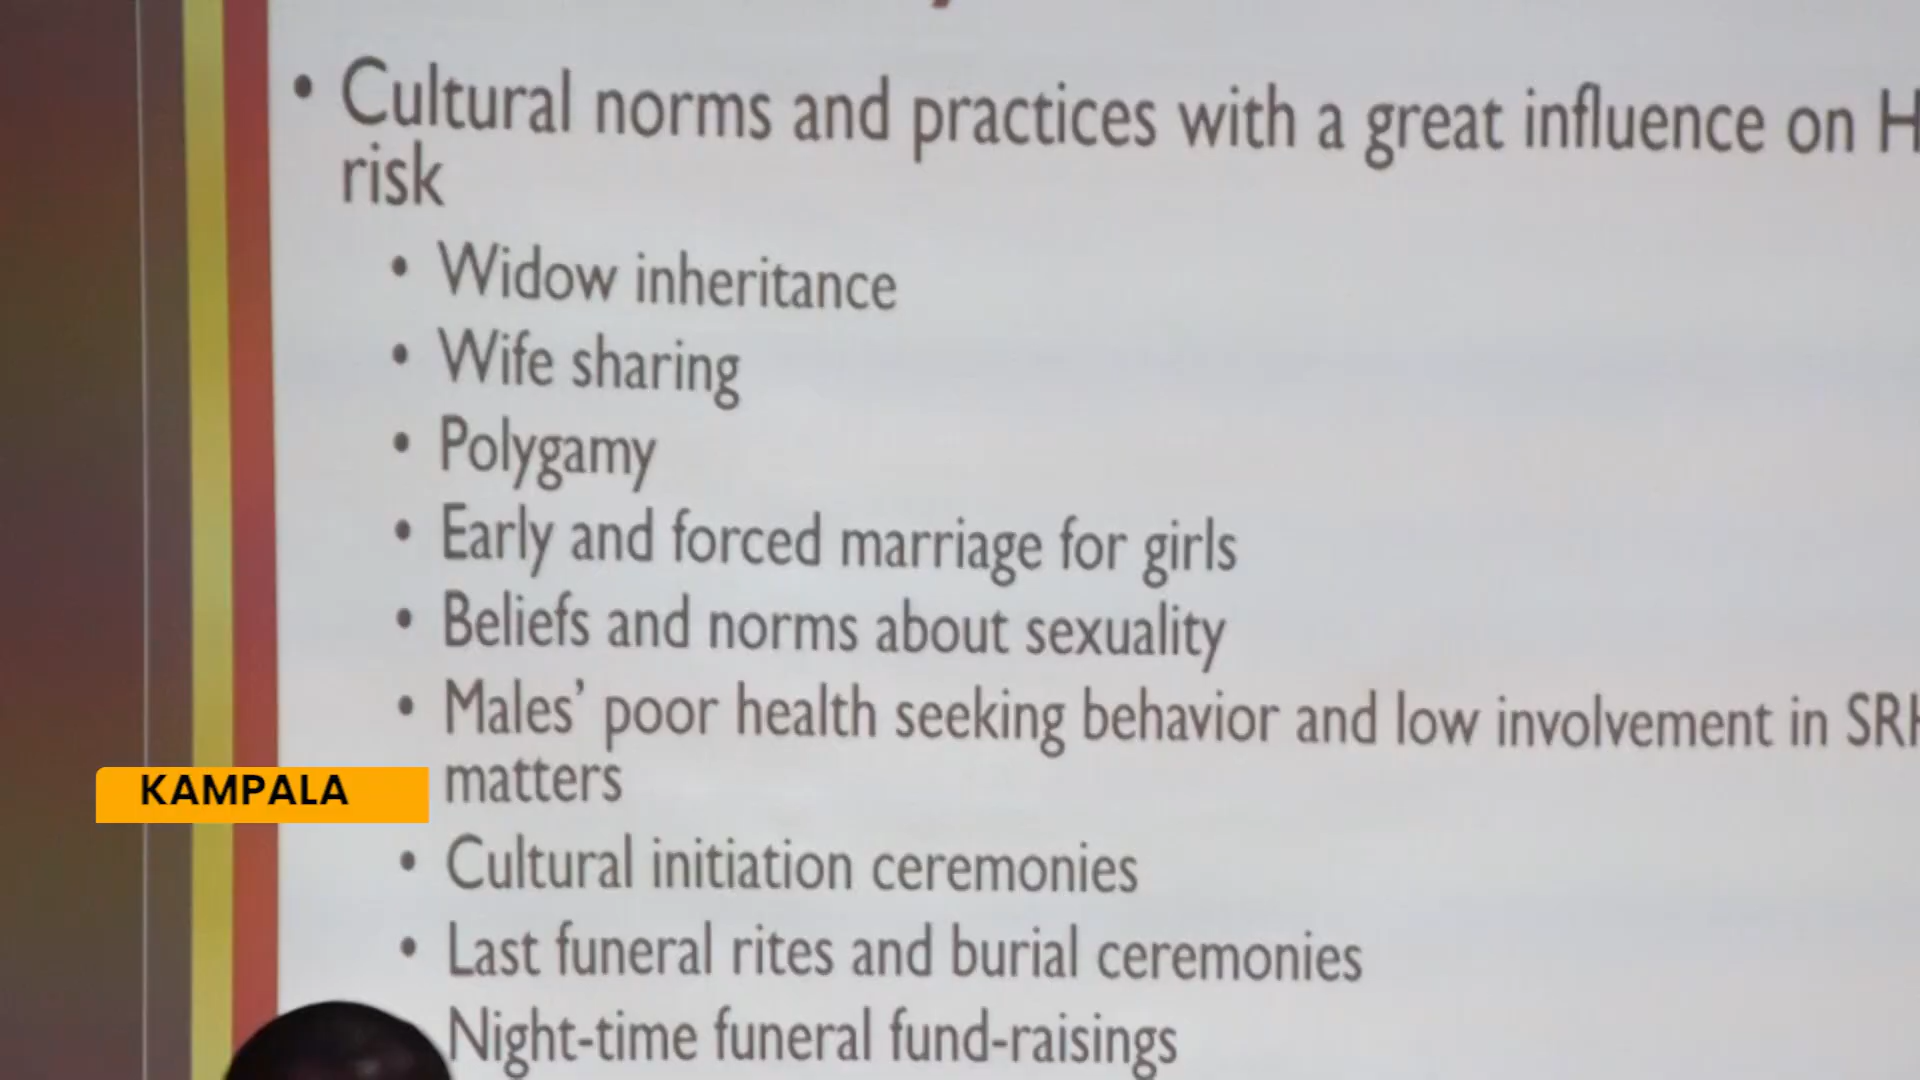 • Cultural norms and practices with a great influence on
risk
• Widow inheritance
• Wife sharing
• Polygamy
• Early and forced marriage for girls
• Beliefs and norms about sexuality
• Males' poor health seeking behavior and low involvement in
matters
KAMPALA
• Cultural initiation ceremonies
• Last funeral rites and burial ceremonies
Night-time funeral fund-raisings